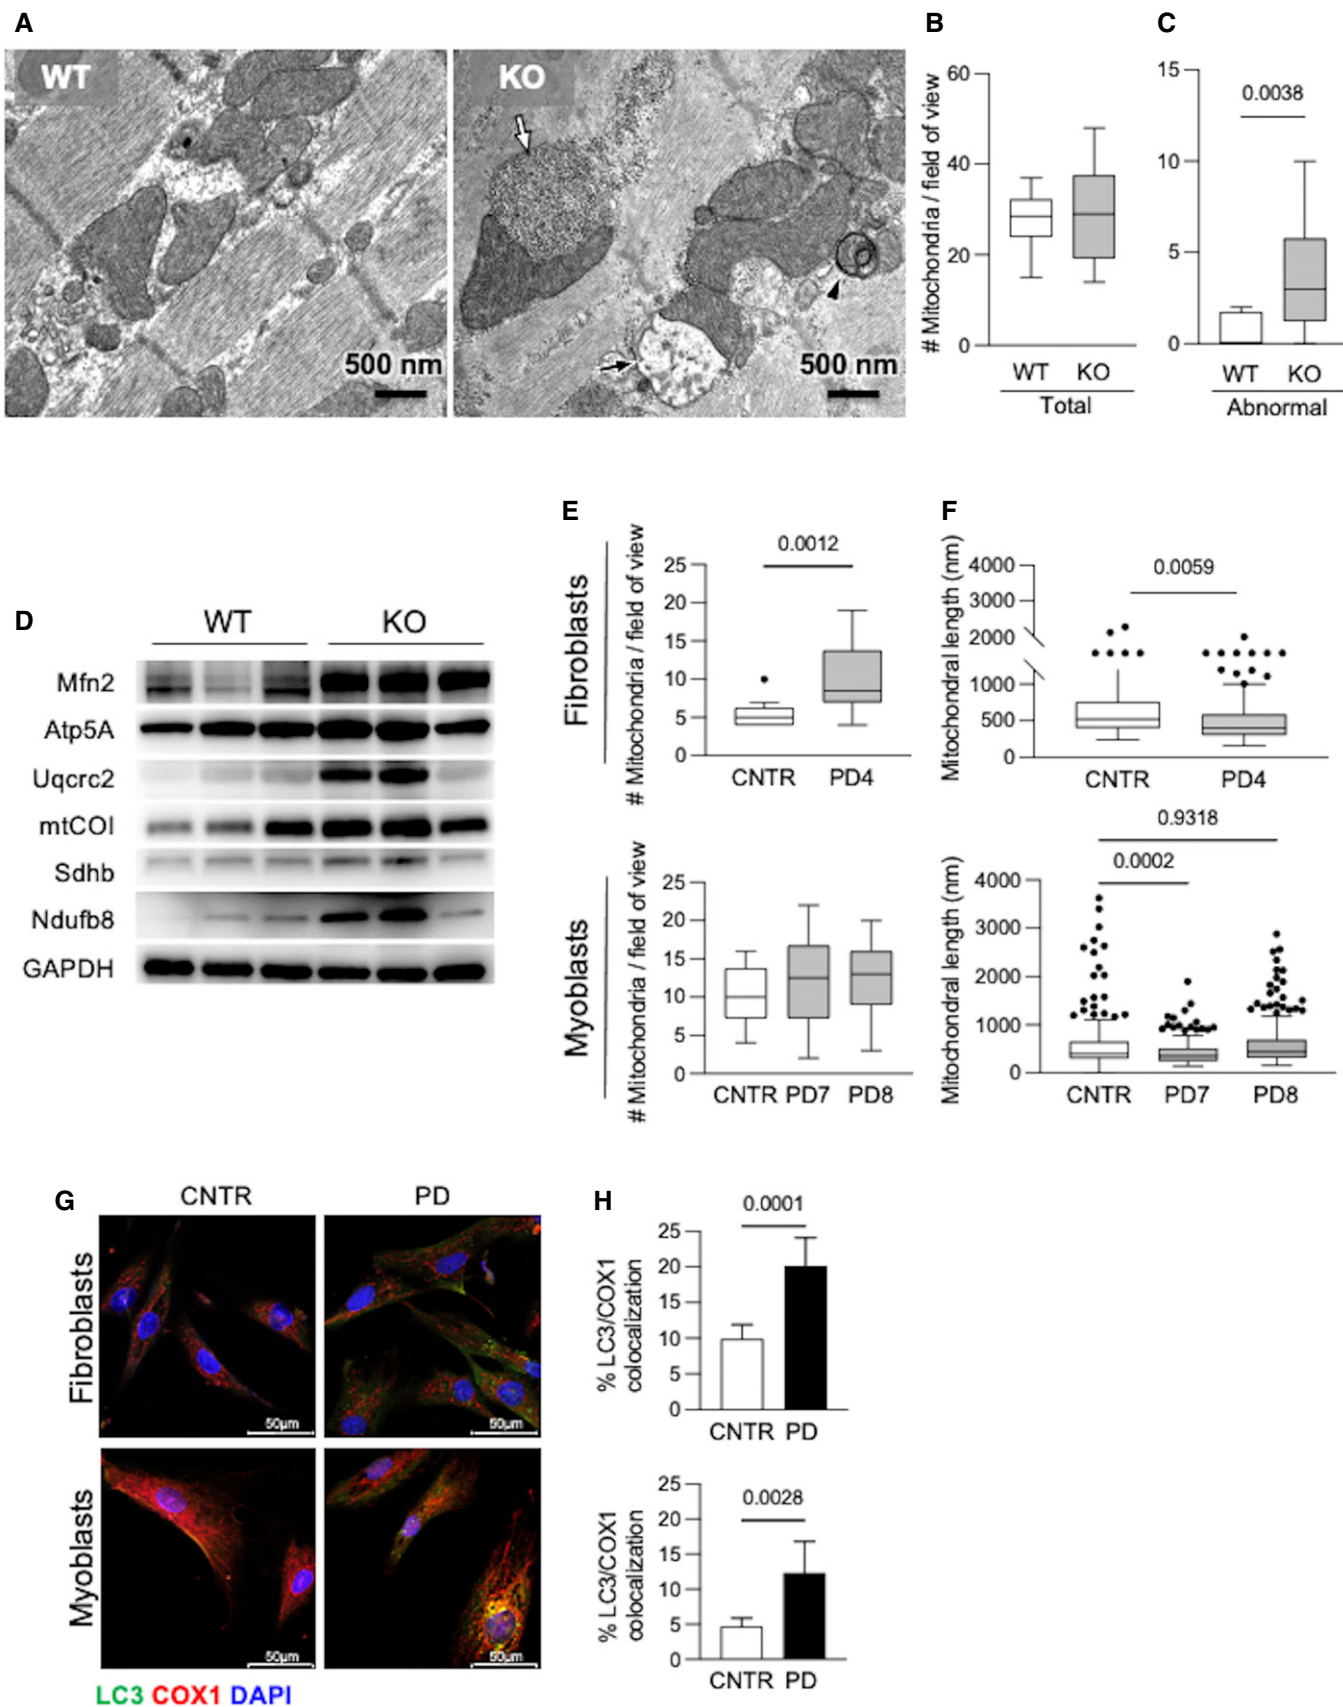 A
WT
500 nm
KO
500 nm
B
# Mitochondria / field of view
60
40
20
0
WT KO
Total
C
15
10
5
0
0.0038
WT KO
Abnormal
D
WT KO
Mfn2
Atp5A
Uqcrc2
mtCOI
Sdhb
Ndufb8
GAPDH
E
Fibroblasts
# Mitochondria / field of view
25
20
15
10
5
0
0.0012
CNTR PD4
F
Mitochondral length (nm)
4000
3000
2000
1000
500
0
0.0059
CNTR PD4
Myoblasts
# Mitochondria / field of view
25
20
15
10
5
0
CNTR PD7 PD8
Mitochondral length (nm)
4000
3000
2000
1000
0
0.9318
0.0002
CNTR PD7 PD8
G
CNTR PD
Fibroblasts
50µm
50µm
Myoblasts
50µm
50µm
LC3 COX1 DAPI
H
% LC3/COX1
colocalization
25
20
15
10
5
0
0.0001
CNTR PD
% LC3/COX1
colocalization
25
20
15
10
5
0
0.0028
CNTR PD